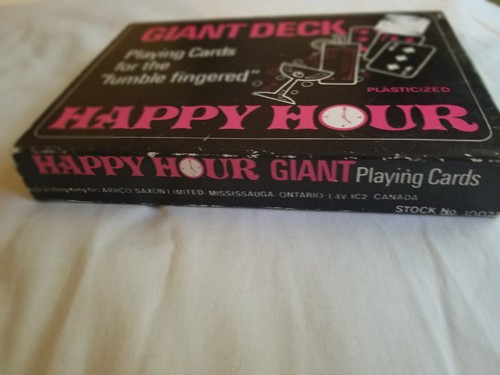 GIANT DECK
Playing Cards
for the
"fumble fingered"
PLASTICIZED
HAPPY HOUR
HAPPY HOUR GIANT Playing Cards
ARRCO SAXON LIMITED MISSISSAUGA, ONTARIO L4V 1C2 CANADA
STOCK No.